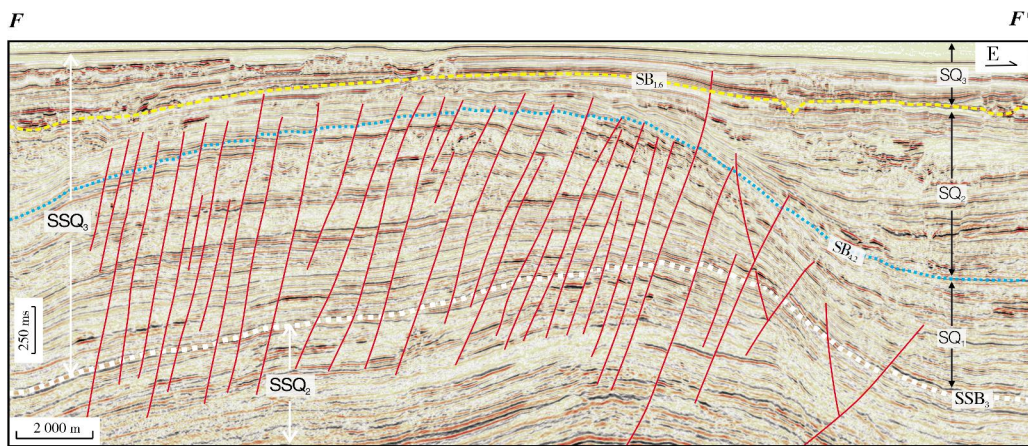 F F'
E
SQ₃
SB₁.₆
SQ₂
SSQ₃
SB₄.₂
250 ms
SQ₁
SSQ₂
SSB₃
2 000 m